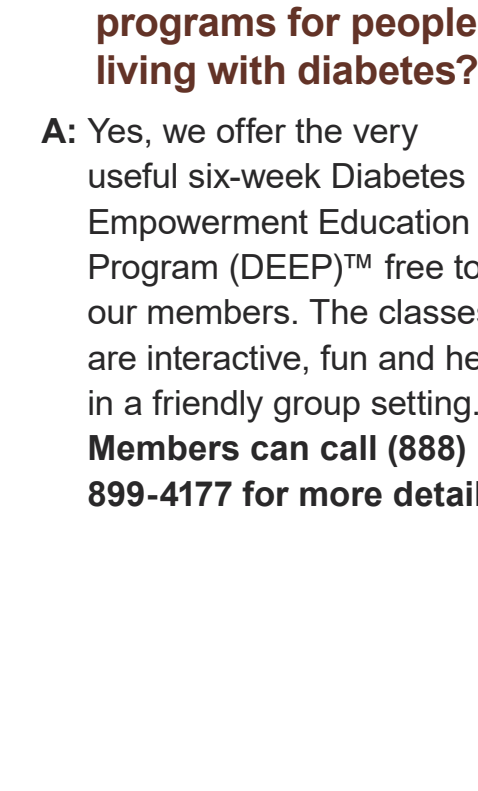 programs for people
living with diabetes?
A: Yes, we offer the very
useful six-week Diabetes
Empowerment Education
Program (DEEP)™ free to
our members. The classes
are interactive, fun and he
in a friendly group setting.
Members can call (888)
899-4177 for more detail